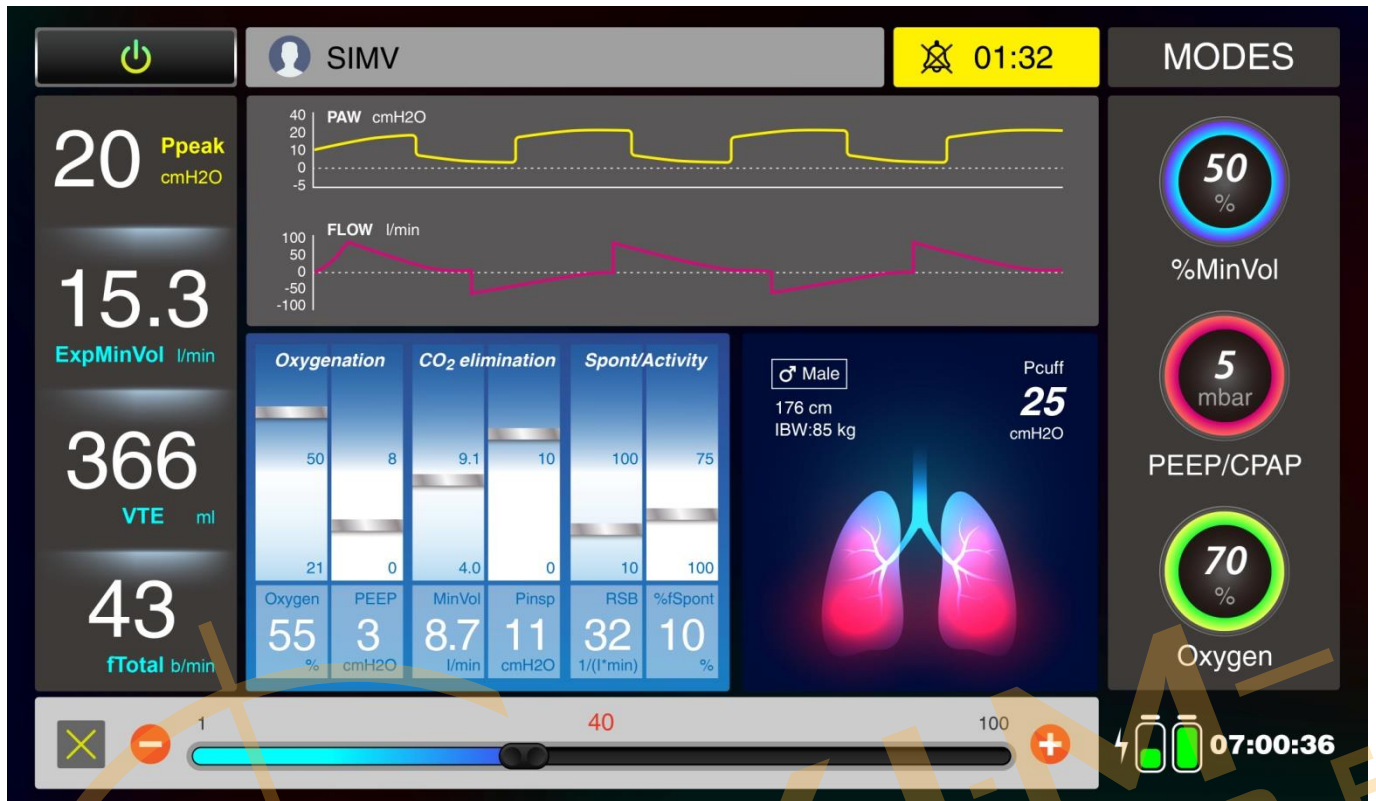 SIMV
01:32
MODES
20 Ppeak
cmH2O
15.3
ExpMinVol l/min
366
VTE ml
43
fTotal b/min
PAW cmH2O
40
20
10
0
-5
FLOW l/min
100
50
0
-50
-100
Oxygenation CO2 elimination Spont/Activity
50 8 9.1 10 100 75
21 0 4.0 0 10 100
Oxygen PEEP MinVol Pinsp RSB %fSpont
55 3 8.7 11 32 10
% cmH2O l/min cmH2O 1/(l*min) %
♂ Male
176 cm
IBW:85 kg
Pcuff
25
cmH2O
50
%
%MinVol
5
mbar
PEEP/CPAP
70
%
Oxygen
1 40 100
07:00:36